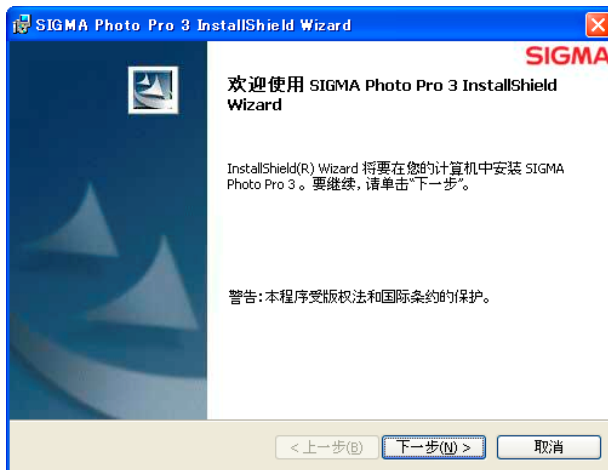 SIGMA Photo Pro 3 InstallShield Wizard
SIGMA
欢迎使用 SIGMA Photo Pro 3 InstallShield
Wizard
InstallShield(R) Wizard 将要在您的计算机中安装 SIGMA
Photo Pro 3。要继续，请单击“下一步”。
警告：本程序受版权法和国际条约的保护。
< 上一步(B)
下一步(N) >
取消